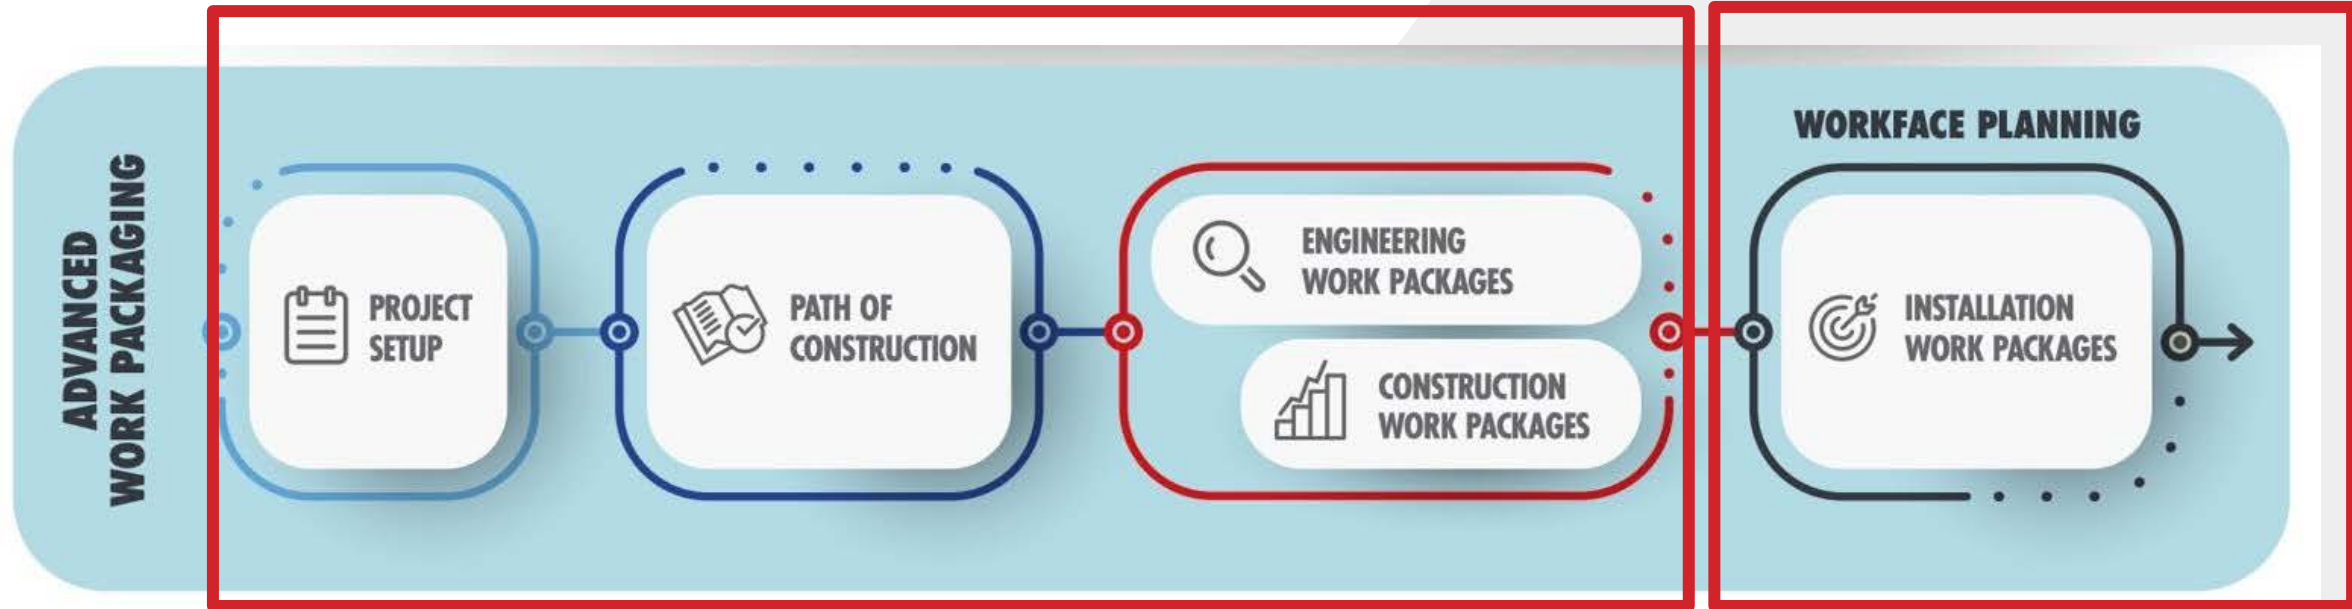 ADVANCED
WORK PACKAGING
PROJECT
SETUP
PATH OF
CONSTRUCTION
ENGINEERING
WORK PACKAGES
CONSTRUCTION
WORK PACKAGES
WORKFACE PLANNING
INSTALLATION
WORK PACKAGES